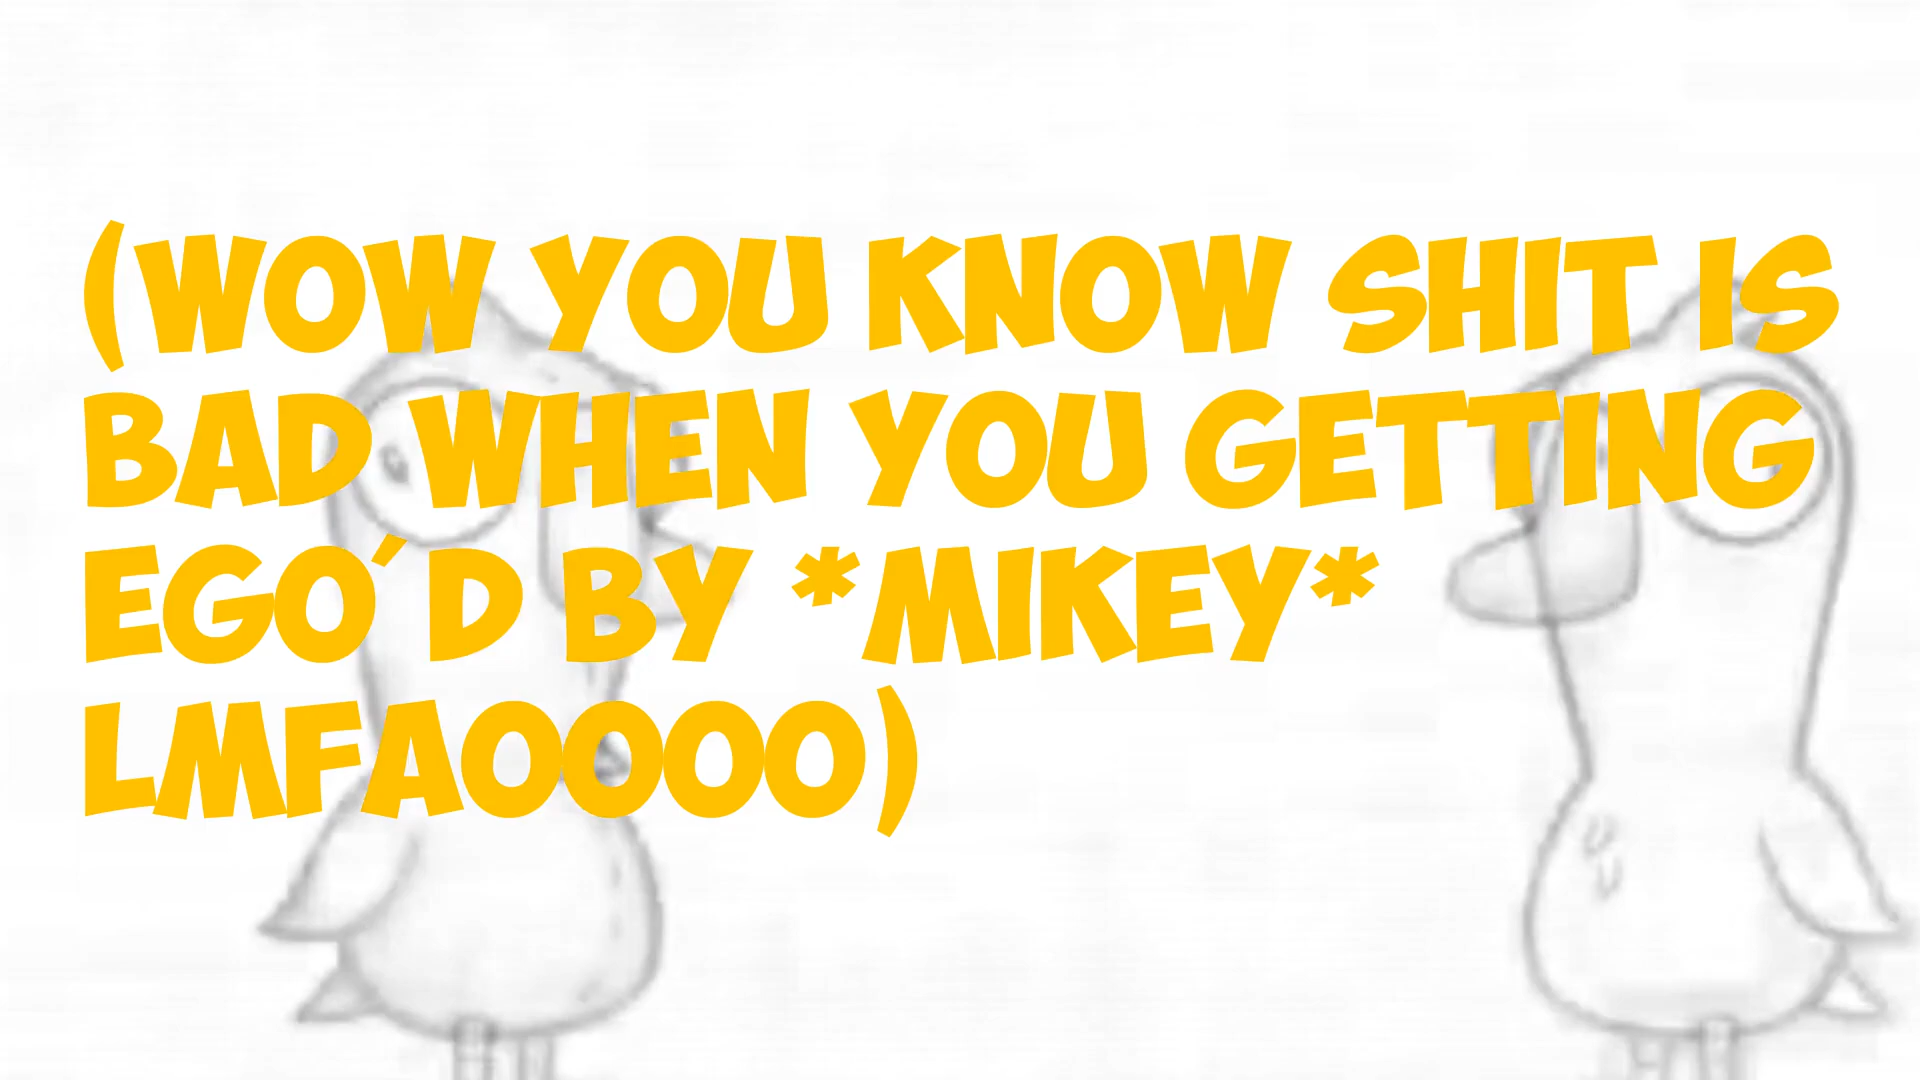 (WOW YOU KNOW SHIT IS
BAD WHEN YOU GETTING
EGO'D BY *MIKEY*
LMFAOOOO)